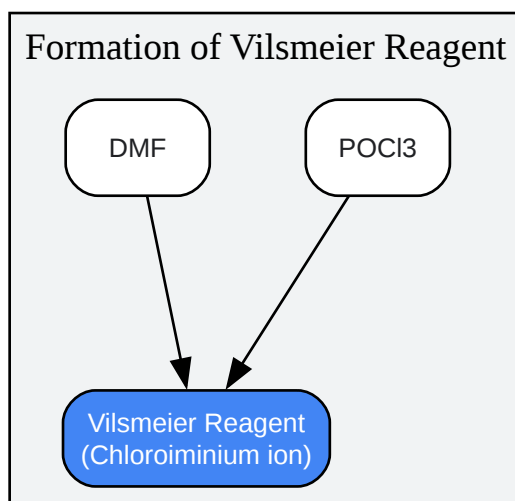 Formation of Vilsmeier Reagent
DMF
POCl3
Vilsmeier Reagent
(Chloroiminium ion)